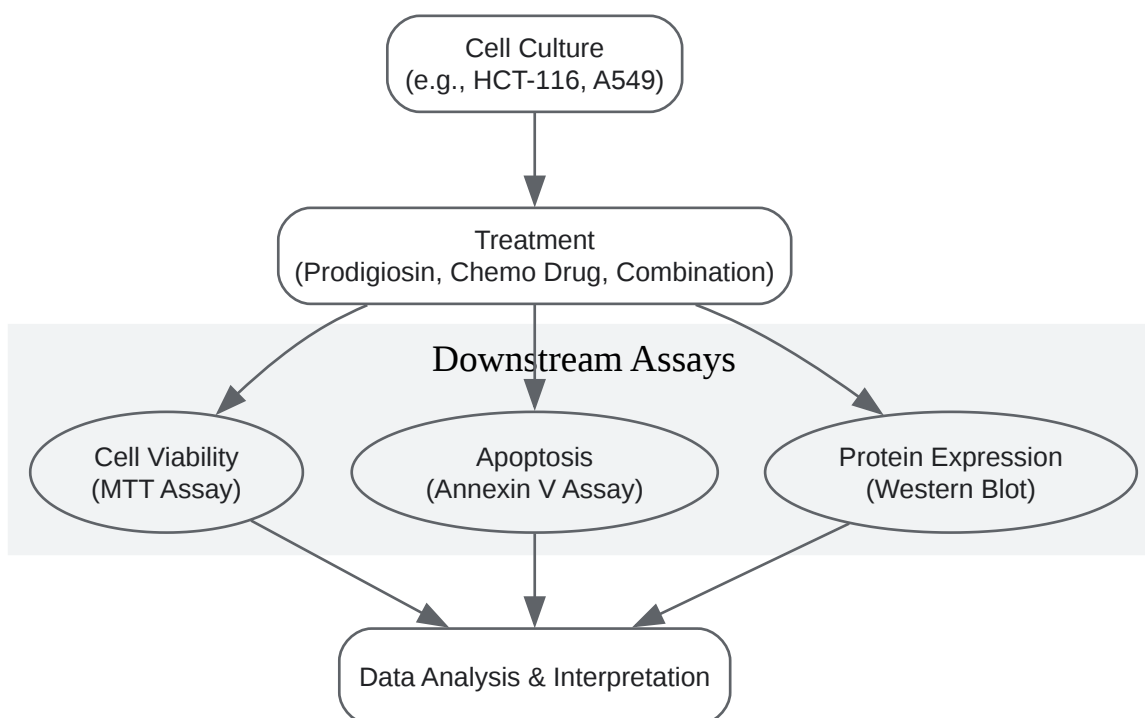 Cell Culture
(e.g., HCT-116, A549)
Treatment
(Prodigiosin, Chemo Drug, Combination)
Downstream Assays
Cell Viability
(MTT Assay)
Apoptosis
(Annexin V Assay)
Protein Expression
(Western Blot)
Data Analysis & Interpretation